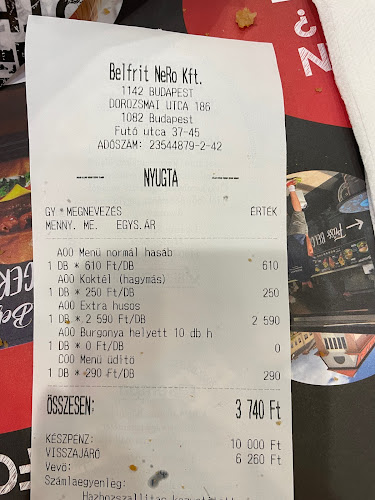 Belfrit NeRo Kft.
1142 BUDAPEST
DOROZSMAI UTCA 186
1082 Budapest
Futó utca 37-45
ADÓSZÁM: 23544879-2-42
----- NYUGTA -----
GY * MEGNEVEZÉS ÉRTÉK
MENNY. ME. EGYS.ÁR
A00 Menü normál hasáb
1 DB * 610 Ft/DB 610
A00 Koktél (hagymás)
1 DB * 250 Ft/DB 250
A00 Extra husos
1 DB * 2 590 Ft/DB 2 590
A00 Burgonya helyett 10 db h
1 DB * 0 Ft/DB 0
C00 Menü üdítő
1 DB * 290 Ft/DB 290
ÖSSZESEN: 3 740 Ft
KÉSZPÉNZ: 10 000 Ft
VISSZAJÁRÓ 6 260 Ft
Vevő:
Számlaegyenleg: